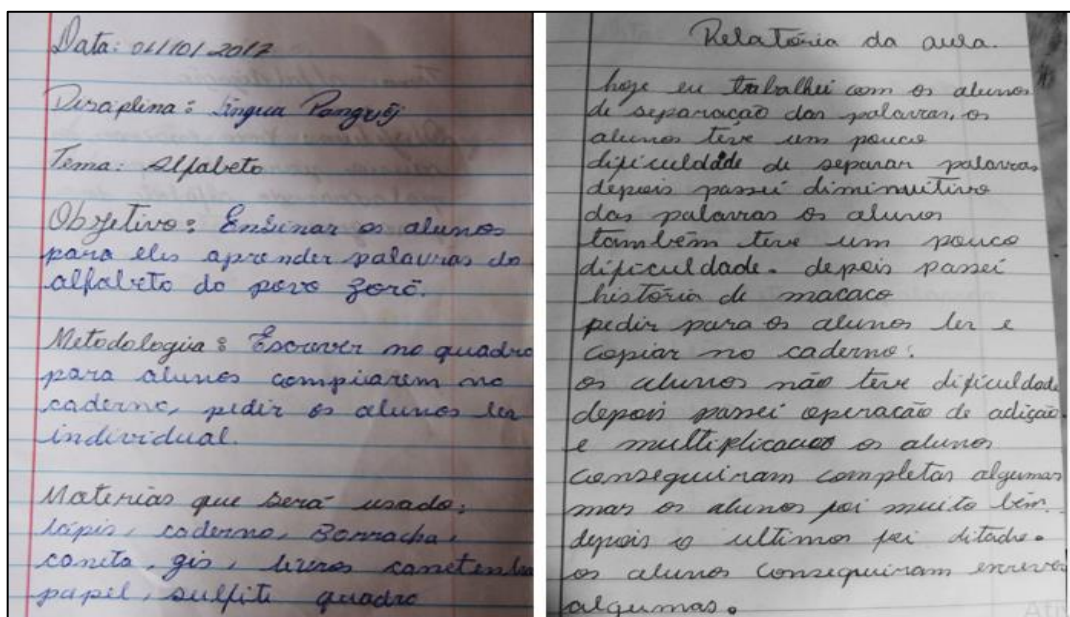 Data: 01/10/2017
Disciplina: Língua Pangyjej
Tema: Alfabeto
Objetivo: Ensinar os alunos
para eles aprender palavras do
alfabeto do povo zoró.
Metodologia: Escrever no quadro
para alunos compiarem no
caderno, pedir os alunos ler
individual.
Materias que será usado:
lápis, caderno, Borracha,
caneta, gis, livros
papel, sulfite quadro
Relatória da aula.
hoje eu trabalhei com os alunos
de separação das palavras, os
alunos teve um pouco
dificuldade de separar palavras
depois passei diminuitivo
das palavras os alunos
também teve um pouco
dificuldade. depois passei
história de macaco
pedir para os alunos ler e
copiar no caderno.
os alunos não teve dificuldade
depois passei operacão de adição
e multiplicacao os alunos
conseguiram completar algumas
mas os alunos foi muito bem.
depois o ultimos foi ditado.
os alunos conseguiram escrever
algumas.